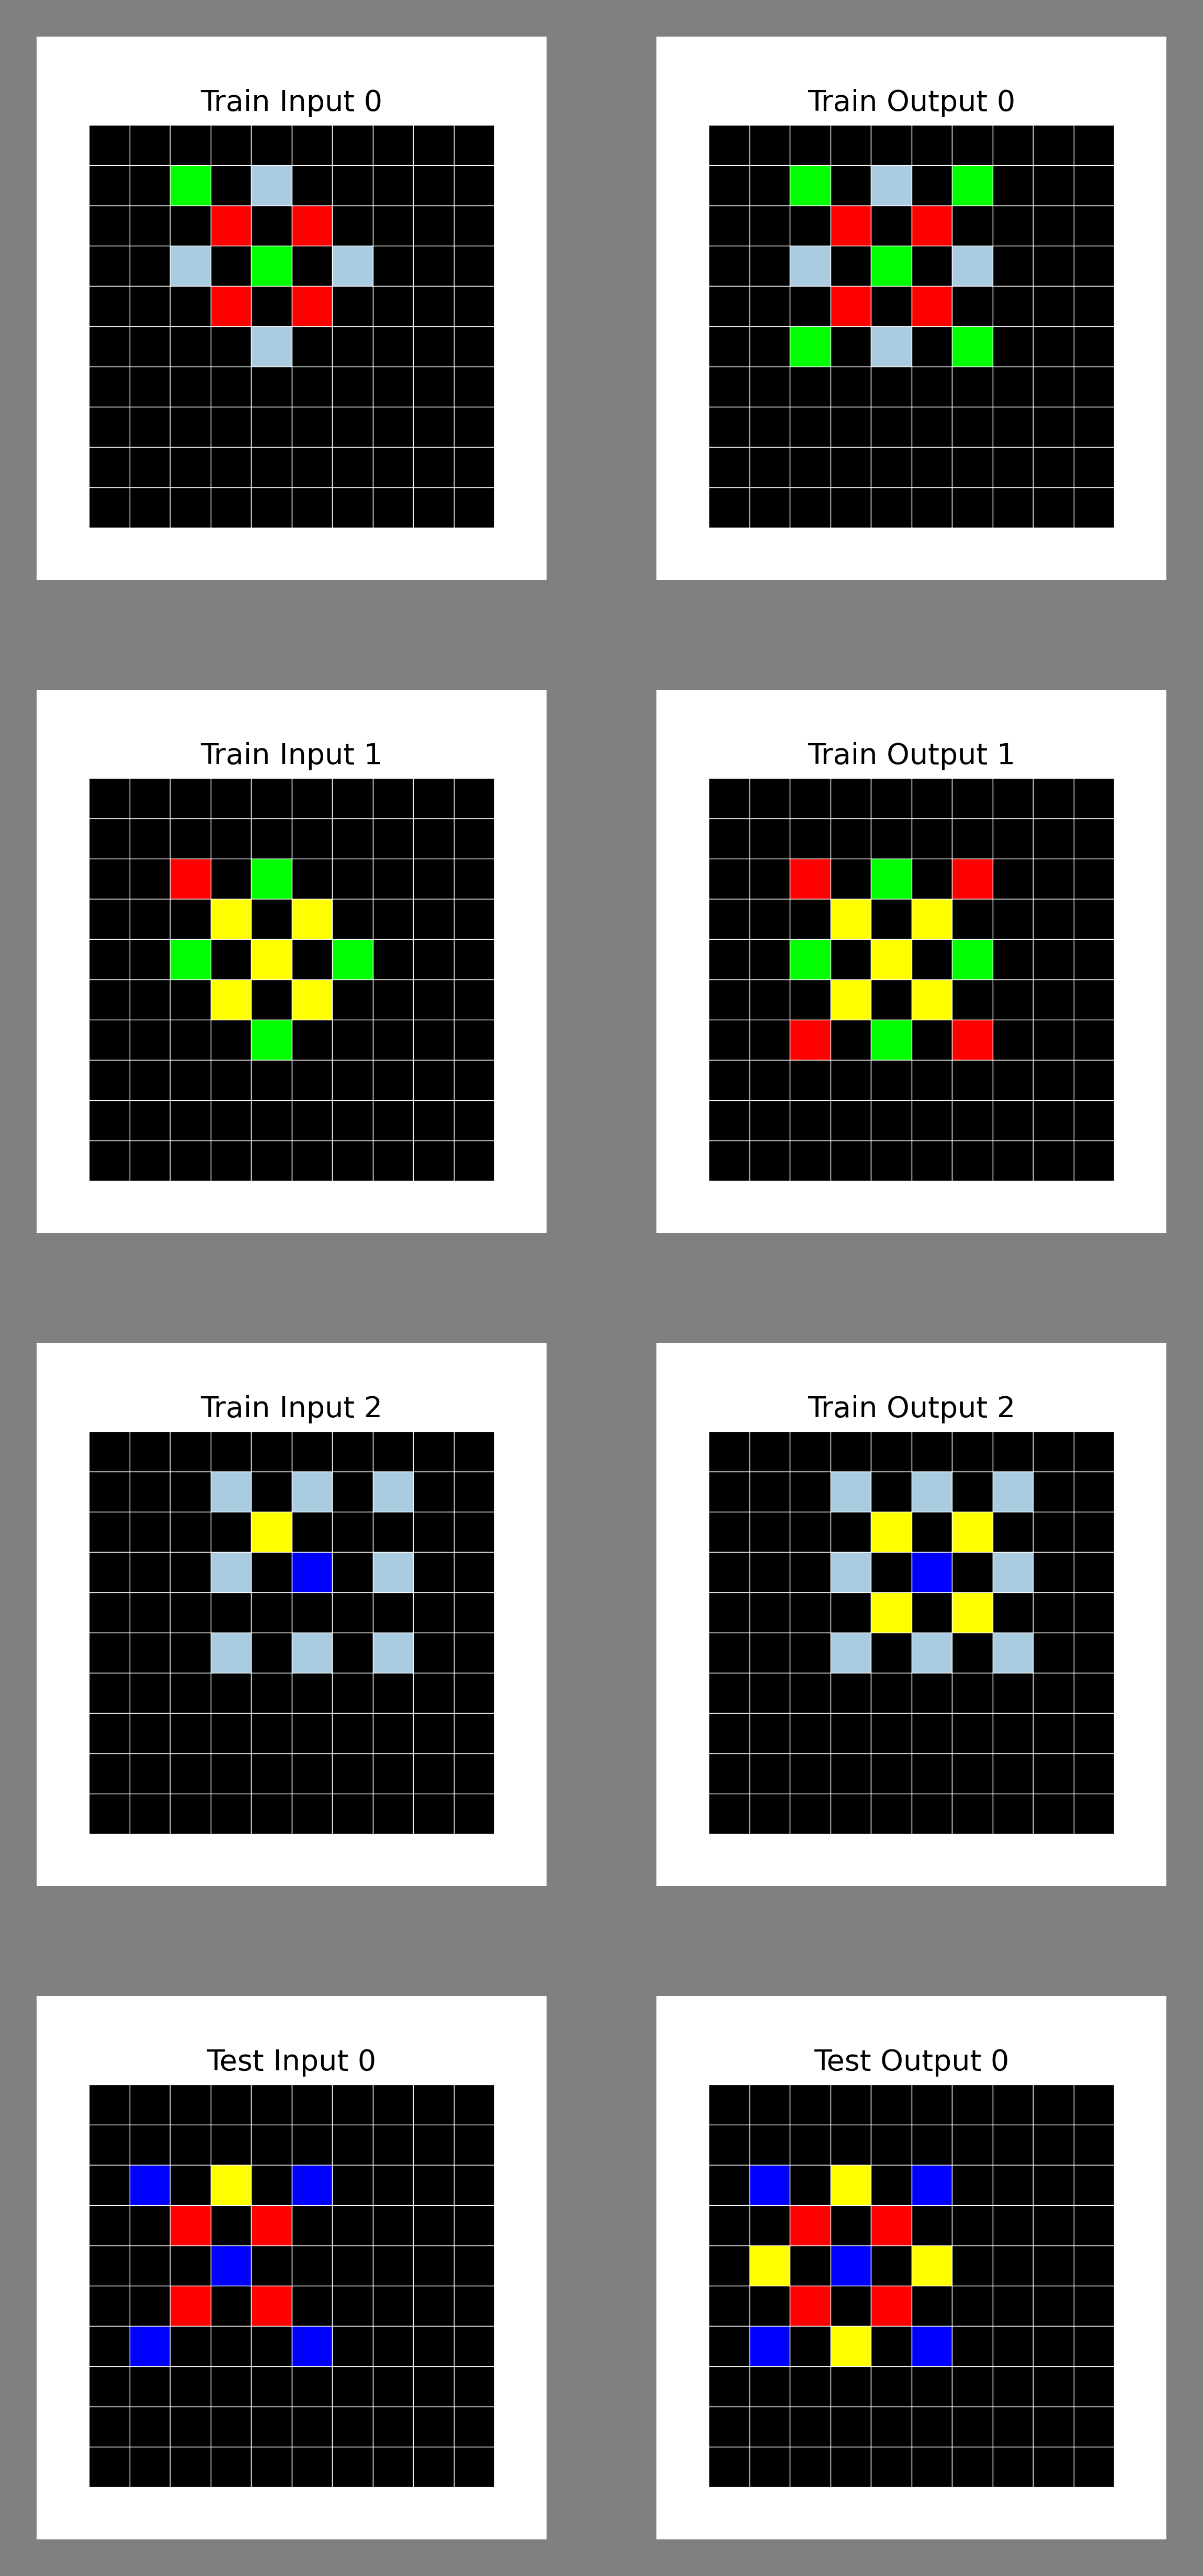 Train Input 0
Train Output 0
Train Input 1
Train Output 1
Train Input 2
Train Output 2
Test Input 0
Test Output 0